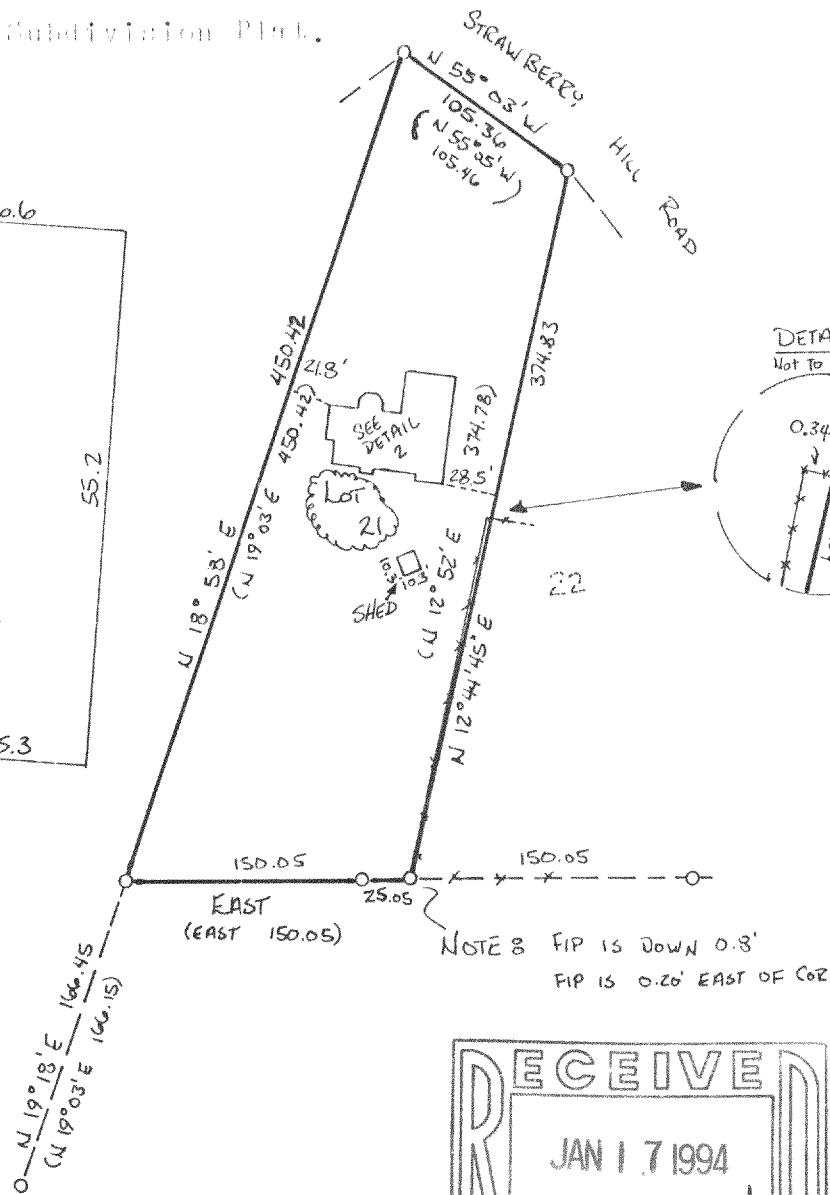 Subdivision Plat.
STRAWBERRY HILL ROAD
N 55° 03' W
105.36
(N 55° 05' W
105.46)
0.6
55.2
5.3
450.42
(N 19° 03' E 450.42)
N 18° 58' E
21.8'
SEE
DETAIL
2
28.5'
LOT
21
10.3'
10.3'
SHED
374.83
(N 12° 52' E 374.78)
N 12° 44' 45" E
22
DETA
Not To
0.34
150.05
25.05
150.05
EAST
(EAST 150.05)
NOTE: FIP IS DOWN 0.8'
FIP IS 0.20' EAST OF COR
N 19° 18' E 166.45
(N 19° 03' E 166.15)
RECEIVED
JAN 17 1994